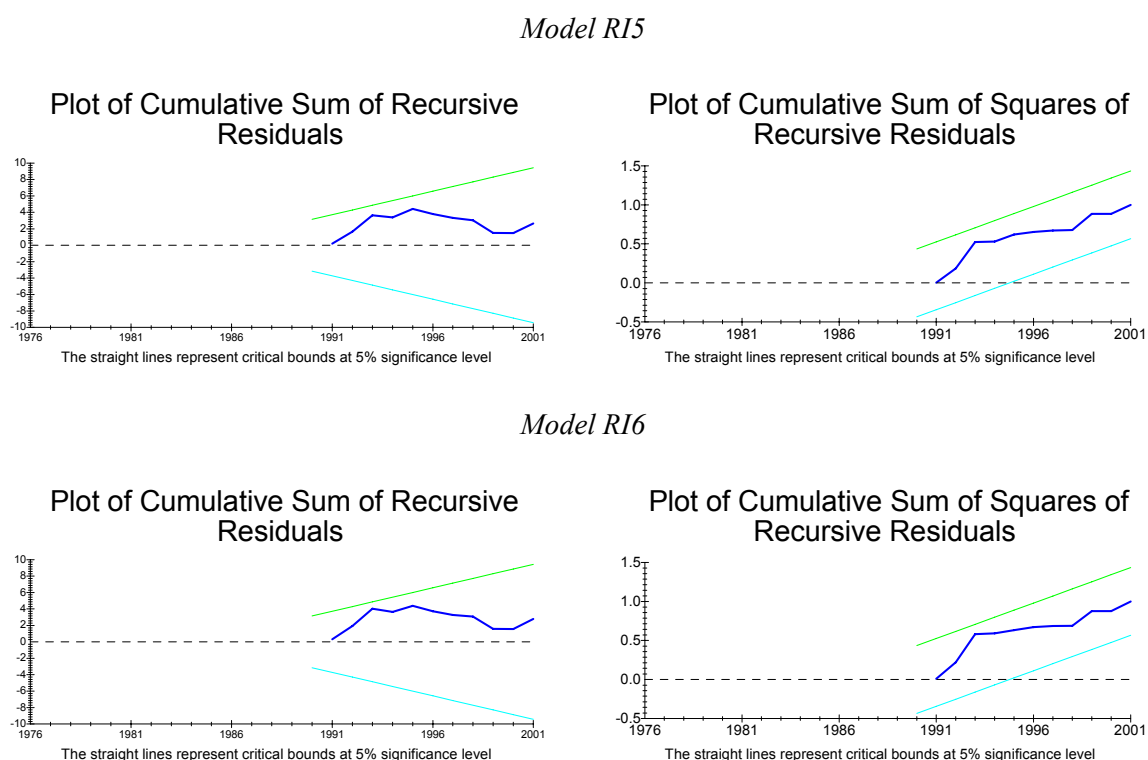 Model RI5
Plot of Cumulative Sum of Recursive
Residuals
10
8
6
4
2
0
-2
-4
-6
-8
-10
1976 1981 1986 1991 1996 2001
The straight lines represent critical bounds at 5% significance level
Plot of Cumulative Sum of Squares of
Recursive Residuals
1.5
1.0
0.5
0.0
-0.5
1976 1981 1986 1991 1996 2001
The straight lines represent critical bounds at 5% significance level
Model RI6
Plot of Cumulative Sum of Recursive
Residuals
10
8
6
4
2
0
-2
-4
-6
-8
-10
1976 1981 1986 1991 1996 2001
The straight lines represent critical bounds at 5% significance level
Plot of Cumulative Sum of Squares of
Recursive Residuals
1.5
1.0
0.5
0.0
-0.5
1976 1981 1986 1991 1996 2001
The straight lines represent critical bounds at 5% significance level